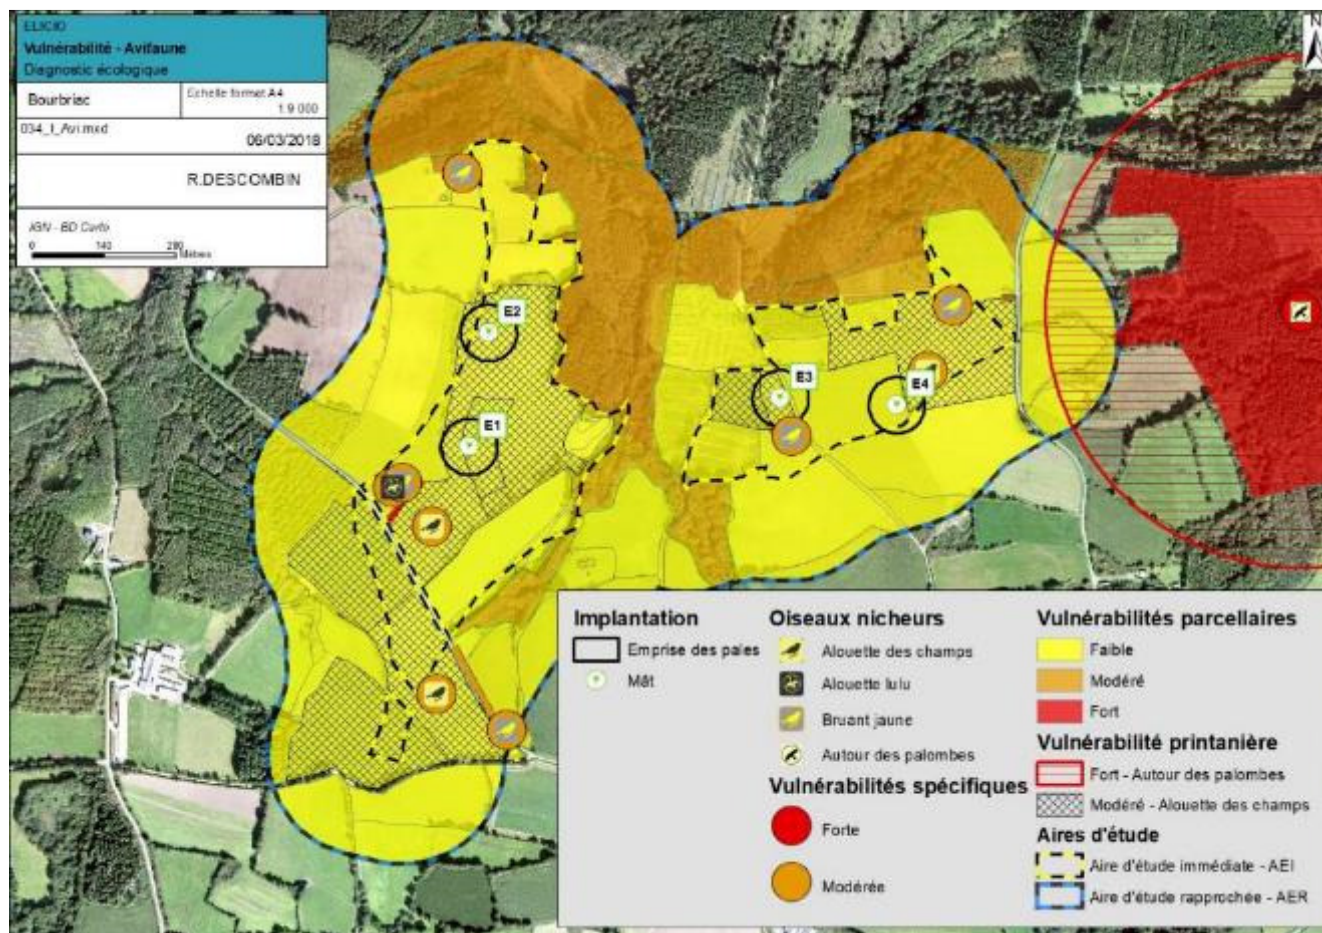 ELICIO
Vulnérabilité - Avifaune
Diagnostic écologique
Bourbriac
Echelle format A4
1:9 000
034_I_Avi.mxd
06/03/2018
R.DESCOMBIN
IGN - BD Carto
0 140 280
Mètres
N
E2
E1
E3
E4
Implantation
Emprise des pales
Mât
Oiseaux nicheurs
Alouette des champs
Alouette lulu
Bruant jaune
Autour des palombes
Vulnérabilités spécifiques
Forte
Modérée
Vulnérabilités parcellaires
Faible
Modéré
Fort
Vulnérabilité printanière
Fort - Autour des palombes
Modéré - Alouette des champs
Aires d'étude
Aire d'étude immédiate - AEI
Aire d'étude rapprochée - AER